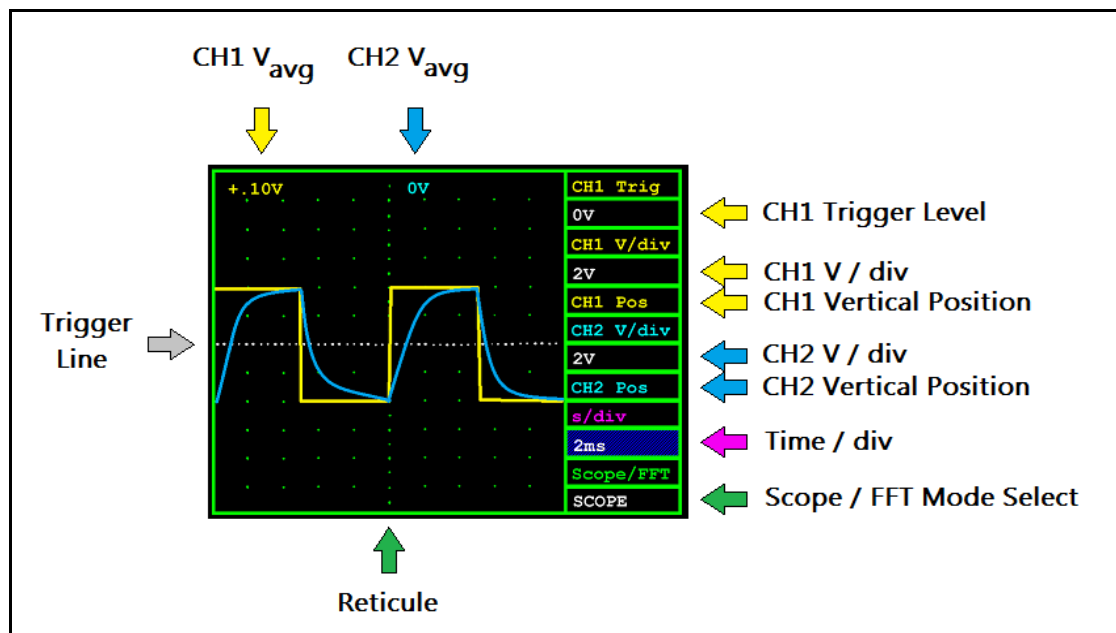 CH1 Vavg
CH2 Vavg
+.10V
0V
CH1 Trig
0V
CH1 V/div
2V
CH1 Pos
CH2 V/div
2V
CH2 Pos
s/div
2ms
Scope/FFT
SCOPE
CH1 Trigger Level
CH1 V / div
CH1 Vertical Position
CH2 V / div
CH2 Vertical Position
Time / div
Scope / FFT Mode Select
Trigger
Line
Reticule